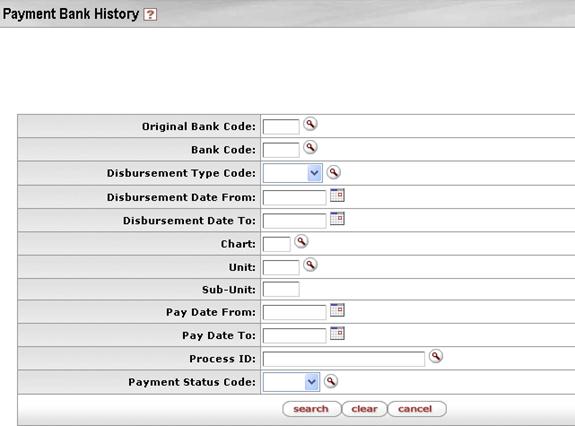 Payment Bank History ?
Original Bank Code:
Bank Code:
Disbursement Type Code:
Disbursement Date From:
Disbursement Date To:
Chart:
Unit:
Sub-Unit:
Pay Date From:
Pay Date To:
Process ID:
Payment Status Code:
search clear cancel